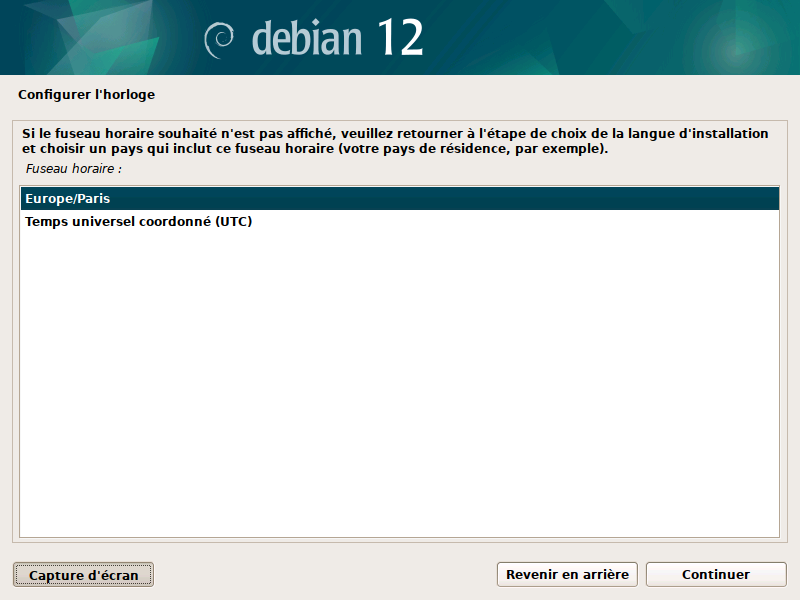 debian 12
Configurer l'horloge
Si le fuseau horaire souhaité n'est pas affiché, veuillez retourner à l'étape de choix de la langue d'installation
et choisir un pays qui inclut ce fuseau horaire (votre pays de résidence, par exemple).
Fuseau horaire :
Europe/Paris
Temps universel coordonné (UTC)
Capture d'écran
Revenir en arrière
Continuer